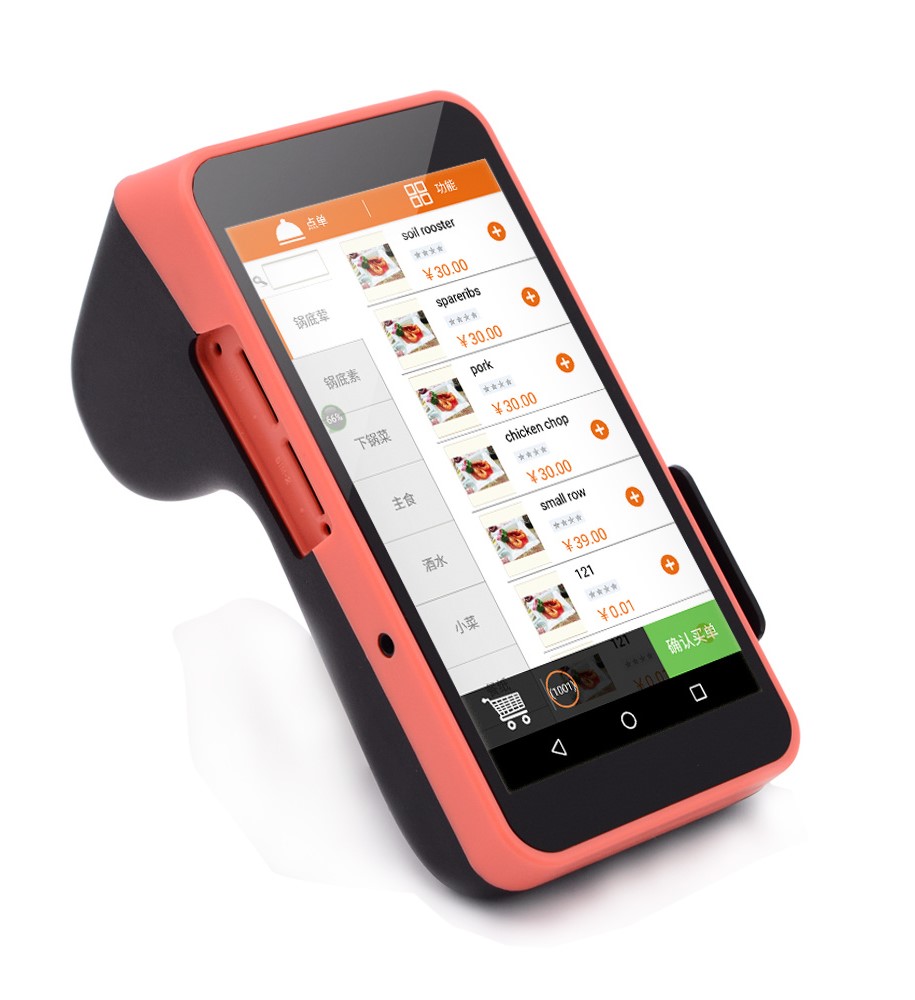 点单
功能
soil rooster
¥30.00
锅底荤
spareribs
¥30.00
锅底素
pork
¥30.00
66%
下锅菜
chicken chop
¥30.00
主食
small row
¥39.00
酒水
121
¥0.01
小菜
121
¥0.0
(1001)
确认买单